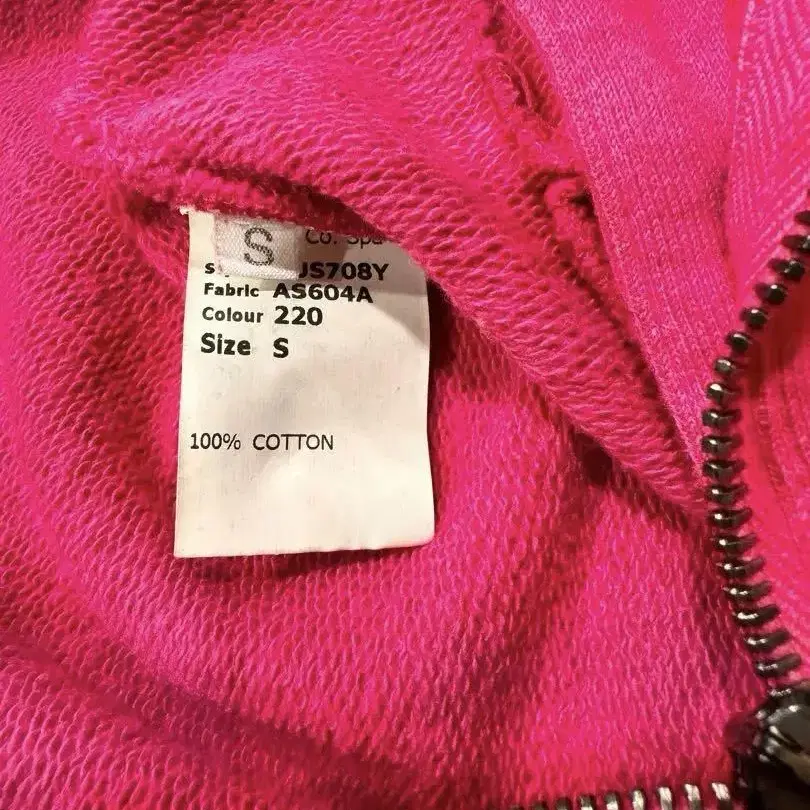 S
Co. Spa
JS708Y
Fabric AS604A
Colour 220
Size S
100% COTTON